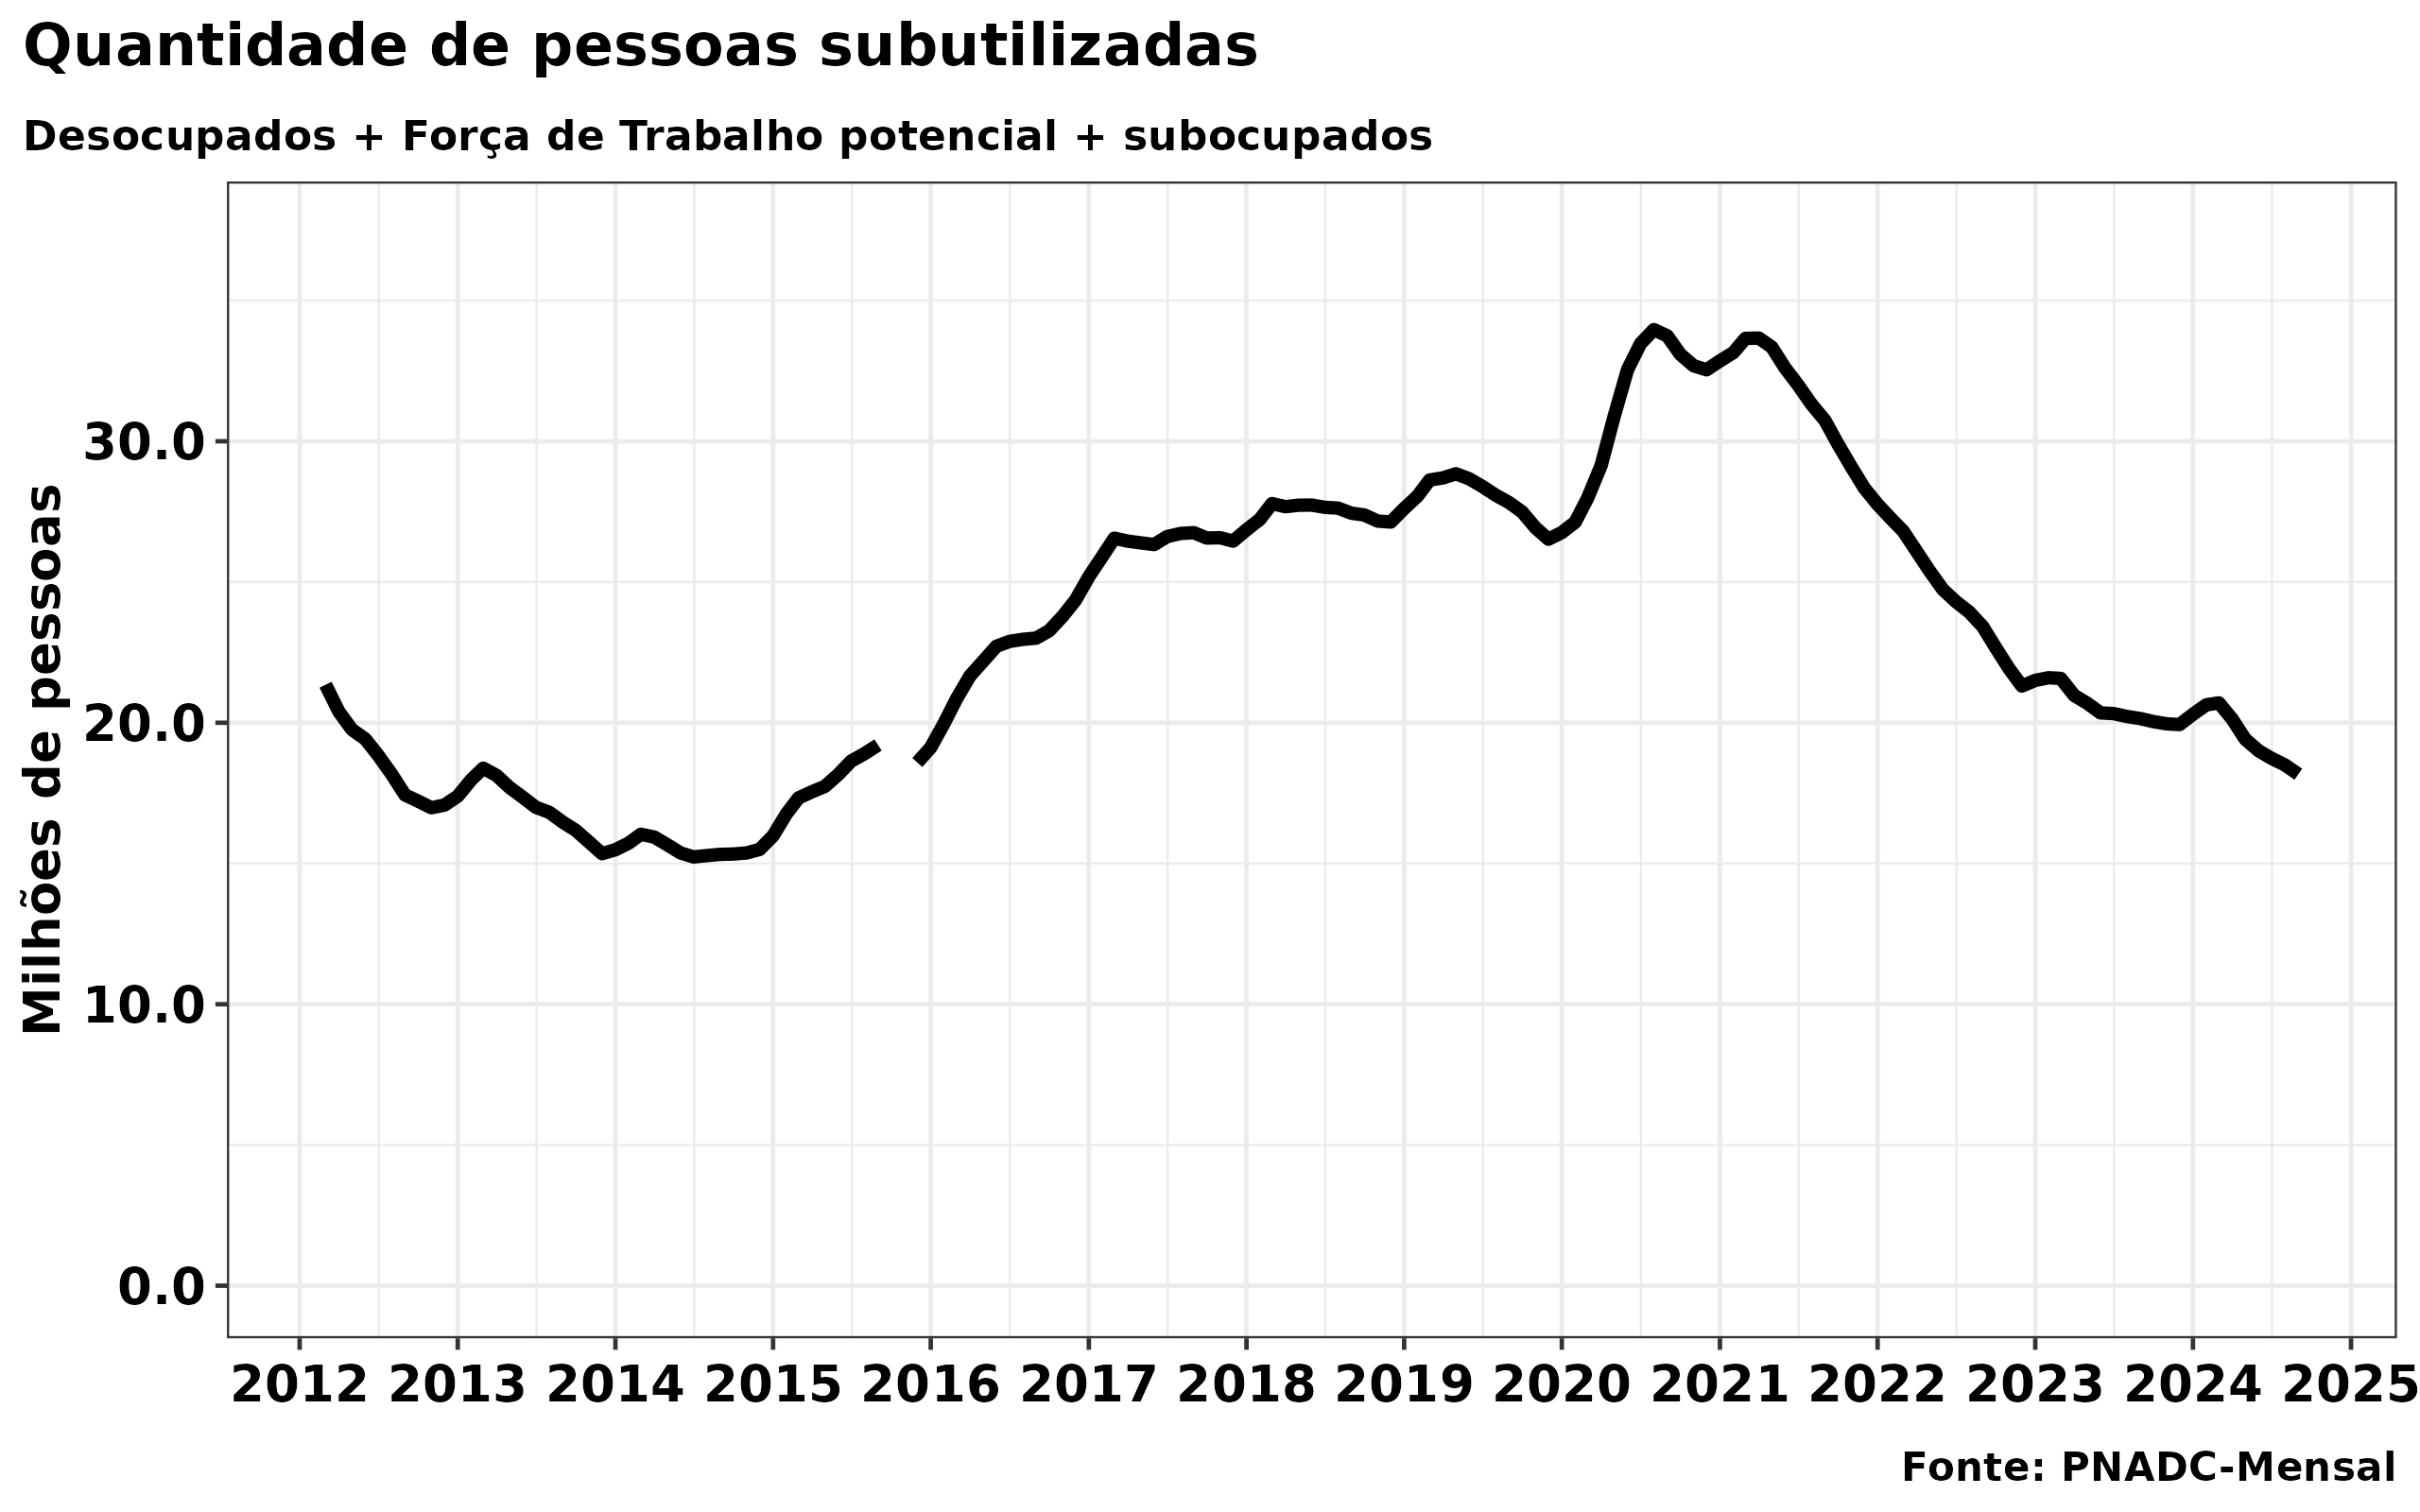 Quantidade de pessoas subutilizadas
Desocupados + Força de Trabalho potencial + subocupados
Milhões de pessoas
30.0
20.0
10.0
0.0
2012 2013 2014 2015 2016 2017 2018 2019 2020 2021 2022 2023 2024 2025
Fonte: PNADC-Mensal